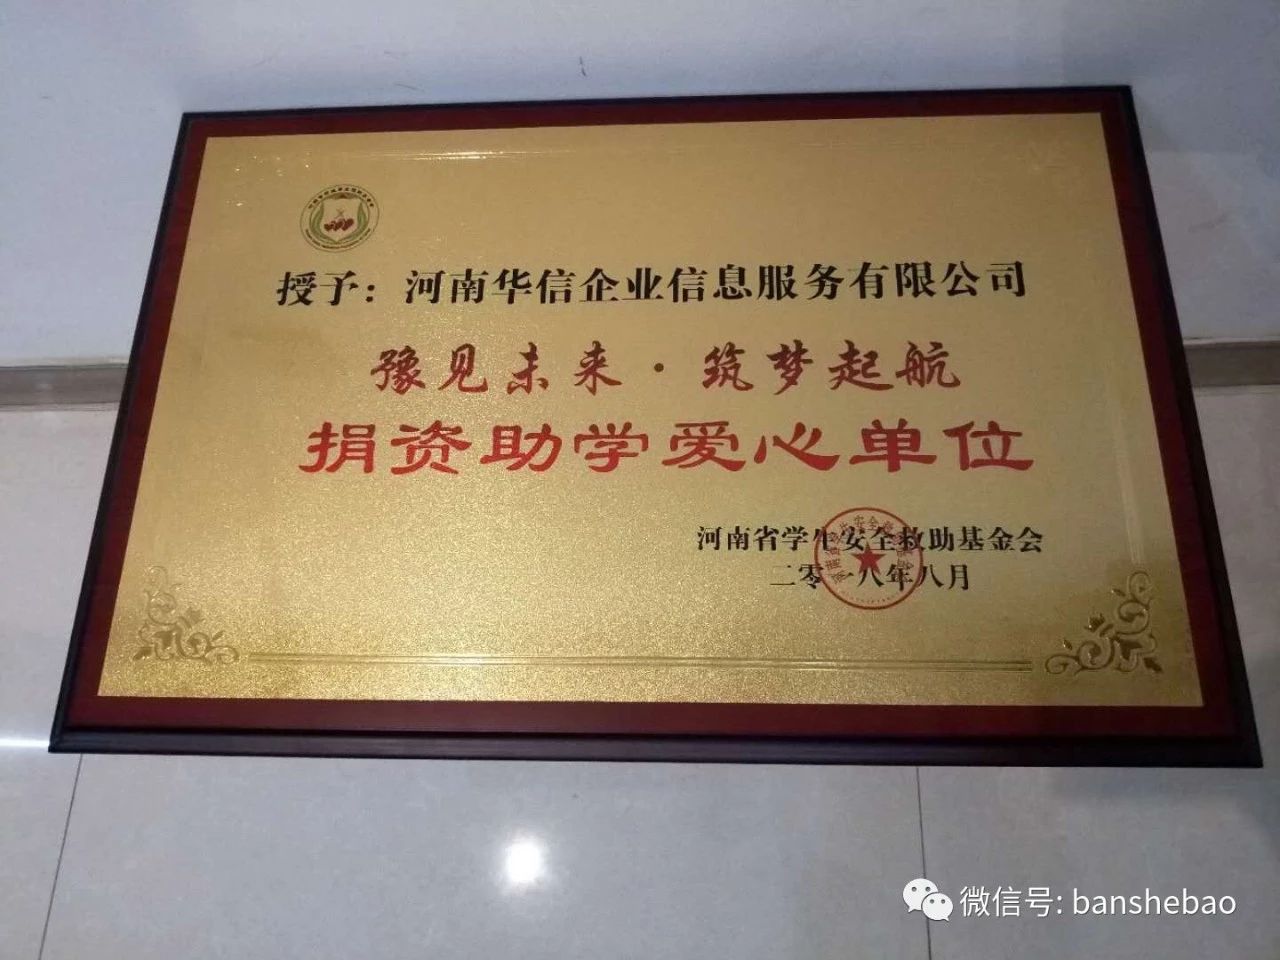 授予：河南华信企业信息服务有限公司
豫见未来·筑梦起航
捐资助学爱心单位
河南省学生安全救助基金会
二零一八年八月
微信号: banshebao